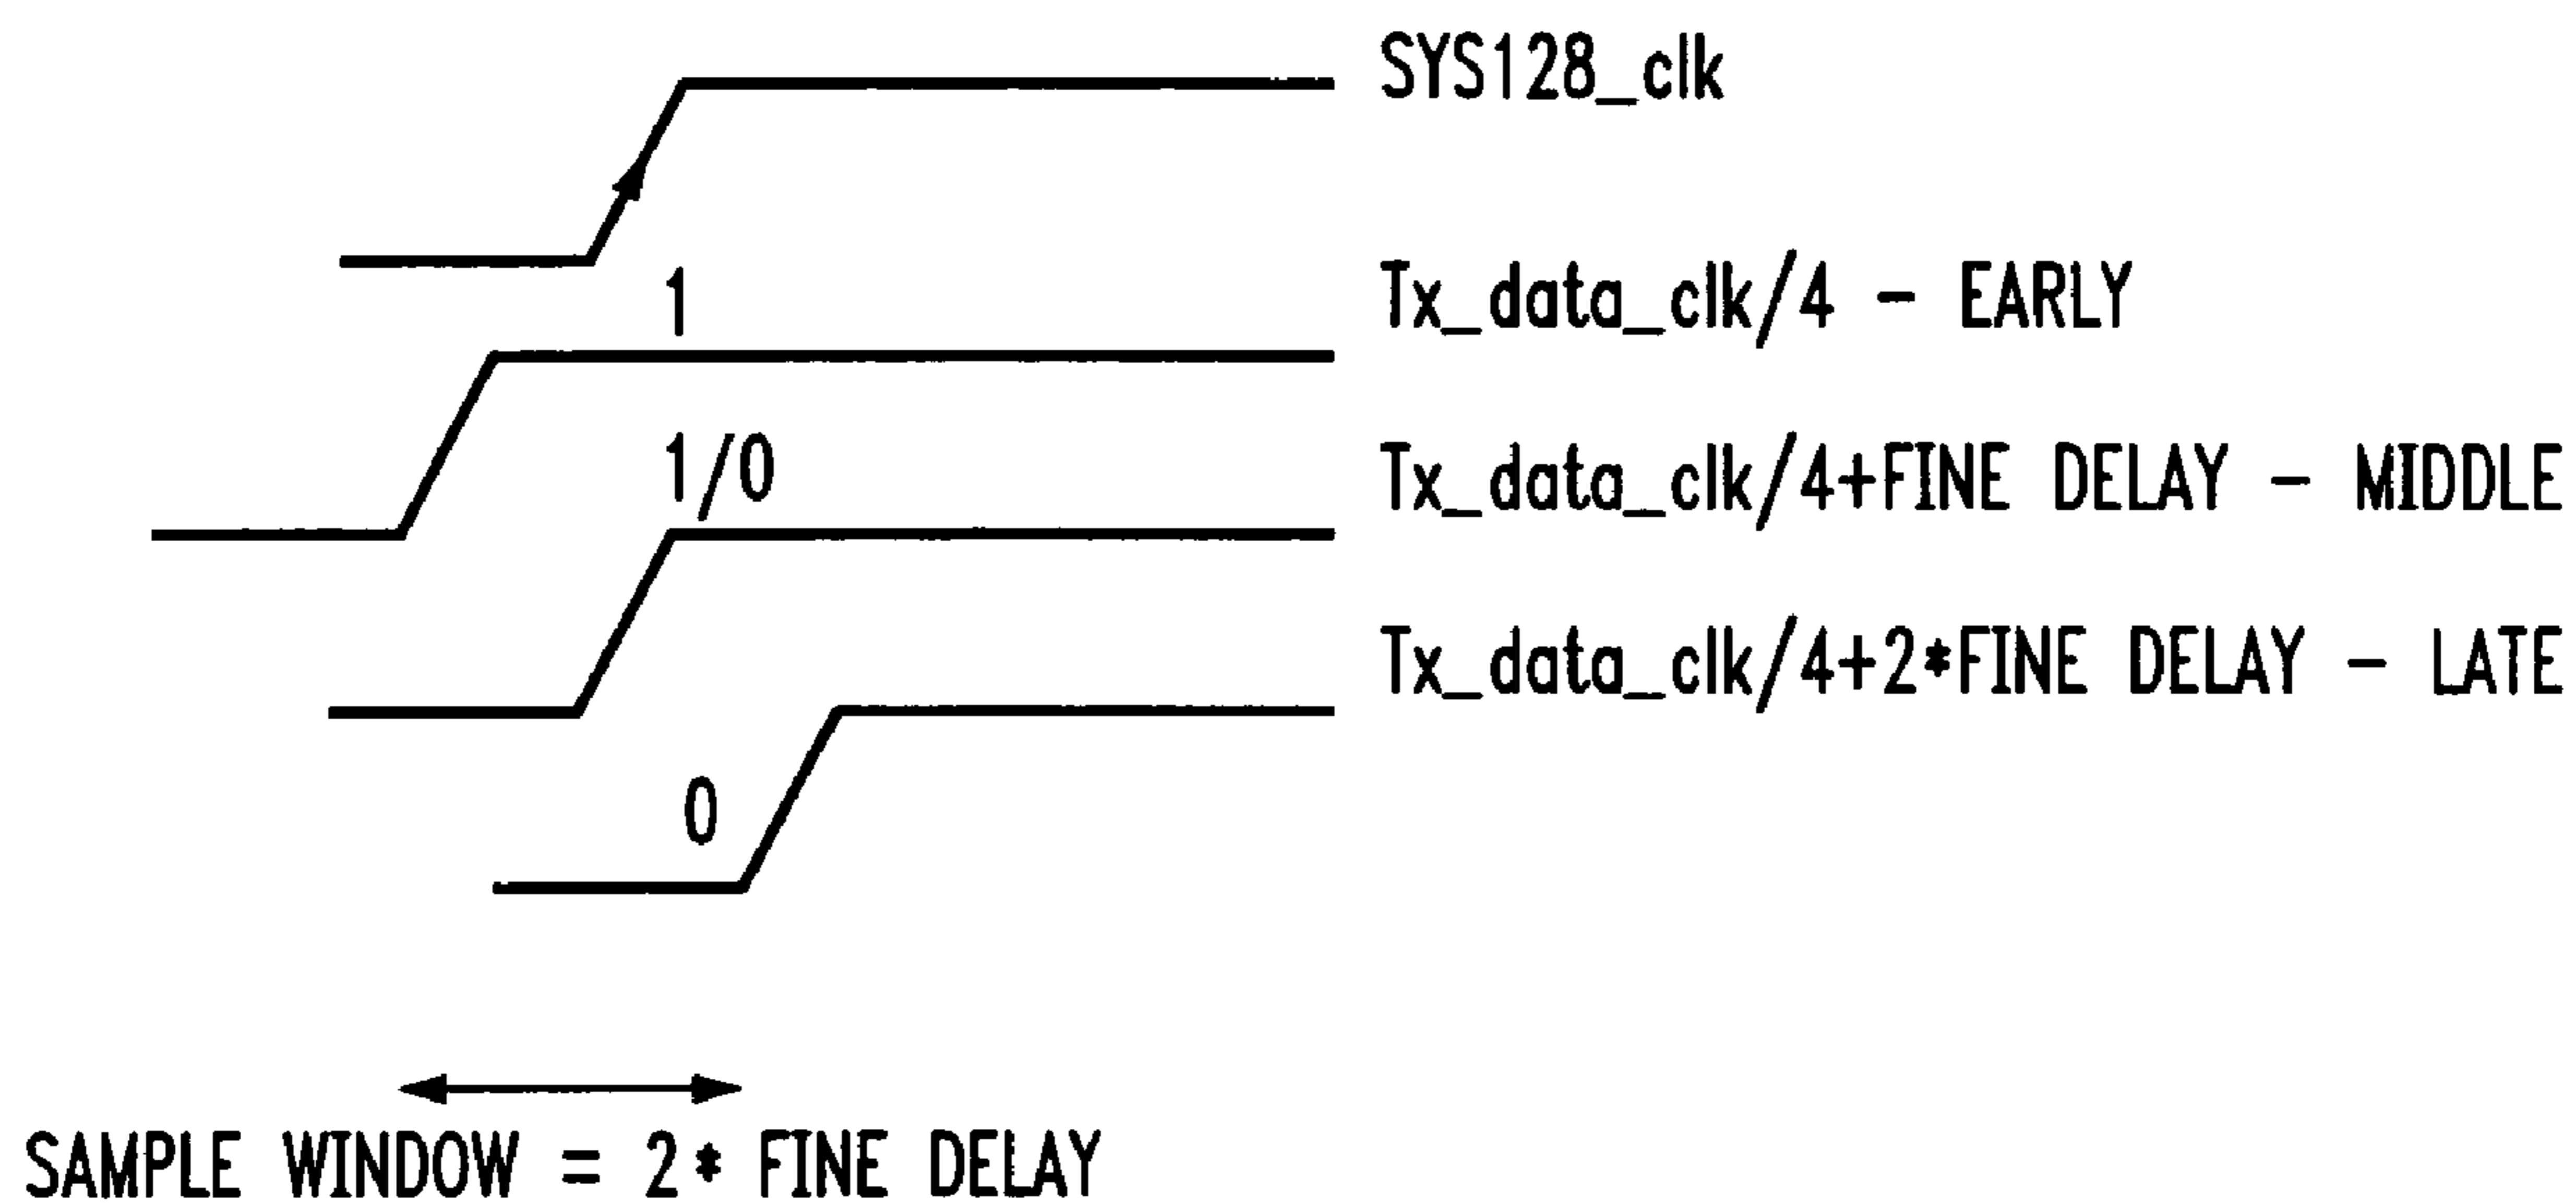 SYS128_clk
1
Tx_data_clk/4 - EARLY
1/0
Tx_data_clk/4+FINE DELAY - MIDDLE
Tx_data_clk/4+2*FINE DELAY - LATE
0
SAMPLE WINDOW = 2* FINE DELAY